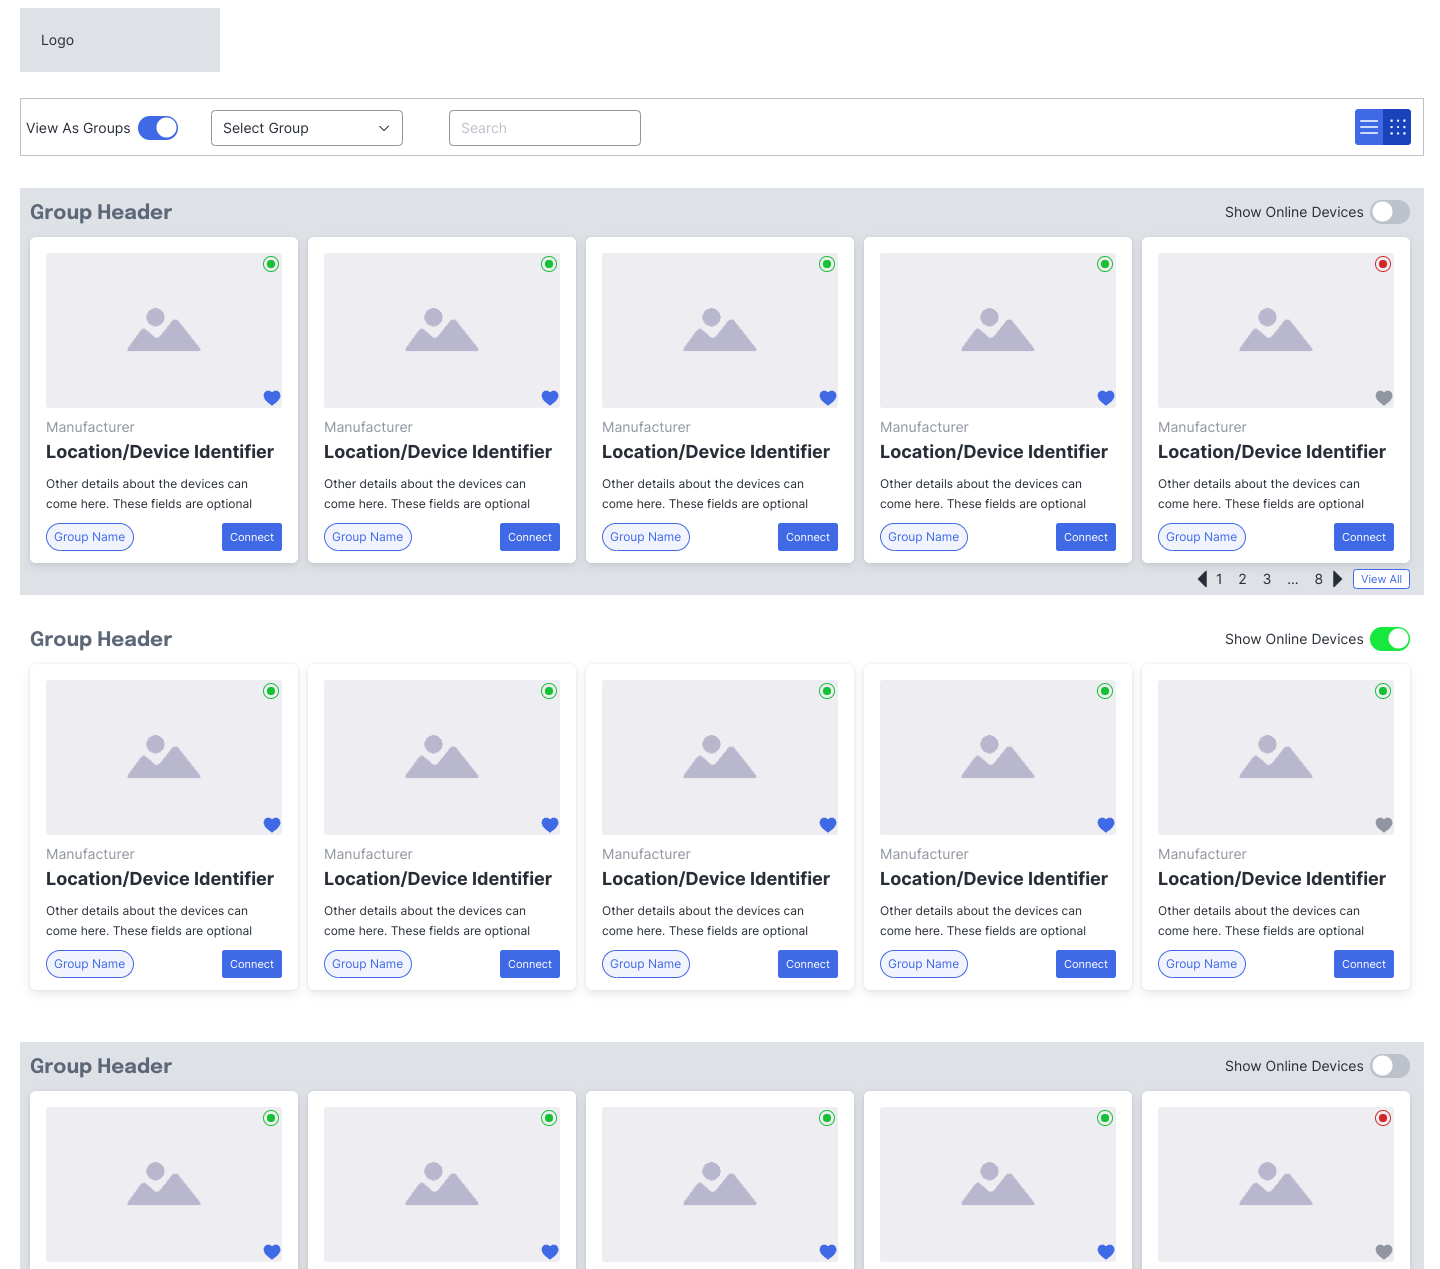 Logo
View As Groups
Select Group
Search
Group Header
Show Online Devices
Manufacturer
Location/Device Identifier
Other details about the devices can
come here. These fields are optional
Group Name
Connect
Manufacturer
Location/Device Identifier
Other details about the devices can
come here. These fields are optional
Group Name
Connect
Manufacturer
Location/Device Identifier
Other details about the devices can
come here. These fields are optional
Group Name
Connect
Manufacturer
Location/Device Identifier
Other details about the devices can
come here. These fields are optional
Group Name
Connect
Manufacturer
Location/Device Identifier
Other details about the devices can
come here. These fields are optional
Group Name
Connect
1 2 3 ... 8
View All
Group Header
Show Online Devices
Manufacturer
Location/Device Identifier
Other details about the devices can
come here. These fields are optional
Group Name
Connect
Manufacturer
Location/Device Identifier
Other details about the devices can
come here. These fields are optional
Group Name
Connect
Manufacturer
Location/Device Identifier
Other details about the devices can
come here. These fields are optional
Group Name
Connect
Manufacturer
Location/Device Identifier
Other details about the devices can
come here. These fields are optional
Group Name
Connect
Manufacturer
Location/Device Identifier
Other details about the devices can
come here. These fields are optional
Group Name
Connect
Group Header
Show Online Devices